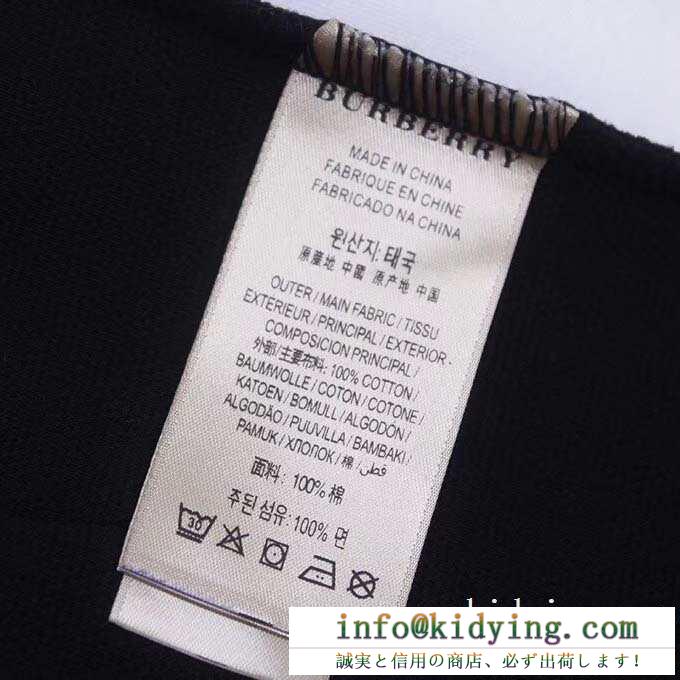 BURBERRY
MADE IN CHINA
FABRIQUE EN CHINE
FABRICADO NA CHINA
원산지: 태국
原産地 中國 原产地 中国
OUTER / MAIN FABRIC / TISSU
EXTERIEUR / PRINCIPAL / EXTERIOR -
COMPOSICION PRINCIPAL /
外部/主要布料: 100% COTTON /
BAUMWOLLE / COTON / COTONE /
KATOEN / BOMULL / ALGODÓN /
ALGODÃO / PUUVILLA / BAMBAKI /
PAMUK / ХЛОПОК / 棉 / قطن
面料: 100% 棉
주된 섬유: 100% 면
30
info@kidying.com
誠実と信用の商店、必ず出荷します!